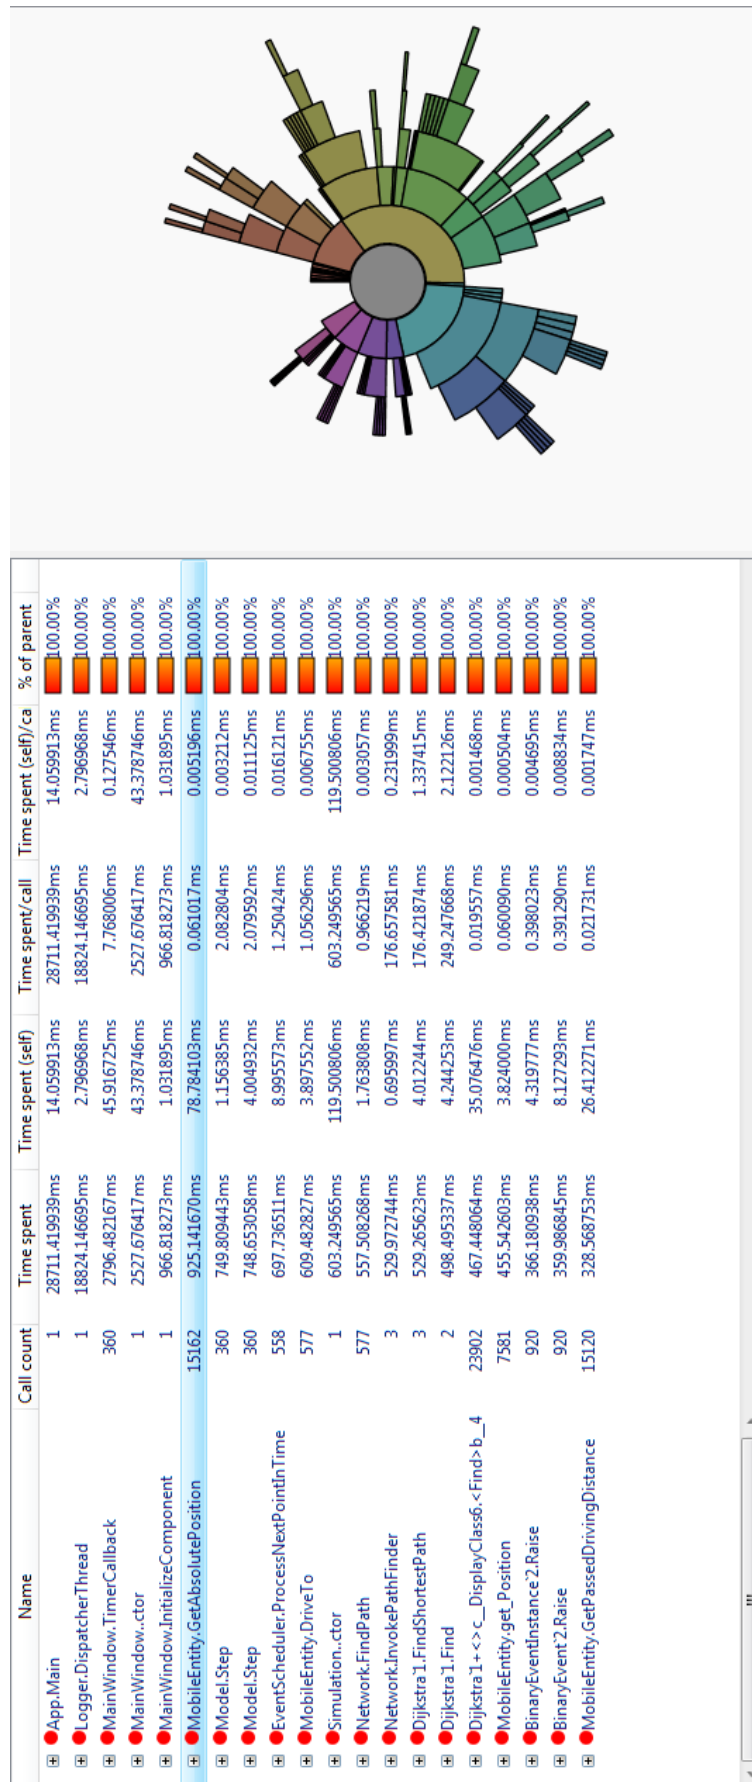 Name Call count Time spent Time spent (self) Time spent/call Time spent (self)/ca % of parent
App.Main 1 28711.419939ms 14.059913ms 28711.419939ms 14.059913ms 100.00%
Logger.DispatcherThread 1 18824.146695ms 2.796968ms 18824.146695ms 2.796968ms 100.00%
MainWindow.TimerCallback 360 2796.482167ms 45.916725ms 7.768006ms 0.127546ms 100.00%
MainWindow..ctor 1 2527.676417ms 43.378746ms 2527.676417ms 43.378746ms 100.00%
MainWindow.InitializeComponent 1 966.818273ms 1.031895ms 966.818273ms 1.031895ms 100.00%
MobileEntity.GetAbsolutePosition 15162 925.141670ms 78.784103ms 0.061017ms 0.005196ms 100.00%
Model.Step 360 749.809443ms 1.156385ms 2.082804ms 0.003212ms 100.00%
Model.Step 360 748.653058ms 4.004932ms 2.079592ms 0.011125ms 100.00%
EventScheduler.ProcessNextPointInTime 558 697.736511ms 8.995573ms 1.250424ms 0.016121ms 100.00%
MobileEntity.DriveTo 577 609.482827ms 3.897552ms 1.056296ms 0.006755ms 100.00%
Simulation..ctor 1 603.249565ms 119.500806ms 603.249565ms 119.500806ms 100.00%
Network.FindPath 577 557.508268ms 1.763808ms 0.966219ms 0.003057ms 100.00%
Network.InvokePathFinder 3 529.972744ms 0.695997ms 176.657581ms 0.231999ms 100.00%
Dijkstra`1.FindShortestPath 3 529.265623ms 4.012244ms 176.421874ms 1.337415ms 100.00%
Dijkstra`1.Find 2 498.495337ms 4.244253ms 249.247668ms 2.122126ms 100.00%
Dijkstra`1+<>c__DisplayClass6.<Find>b__4 23902 467.448064ms 35.076476ms 0.019557ms 0.001468ms 100.00%
MobileEntity.get_Position 7581 455.542603ms 3.824000ms 0.060090ms 0.000504ms 100.00%
BinaryEventInstance`2.Raise 920 366.180938ms 4.319777ms 0.398023ms 0.004695ms 100.00%
BinaryEvent`2.Raise 920 359.986845ms 8.127293ms 0.391290ms 0.008834ms 100.00%
MobileEntity.GetPassedDrivingDistance 15120 328.568753ms 26.412271ms 0.021731ms 0.001747ms 100.00%